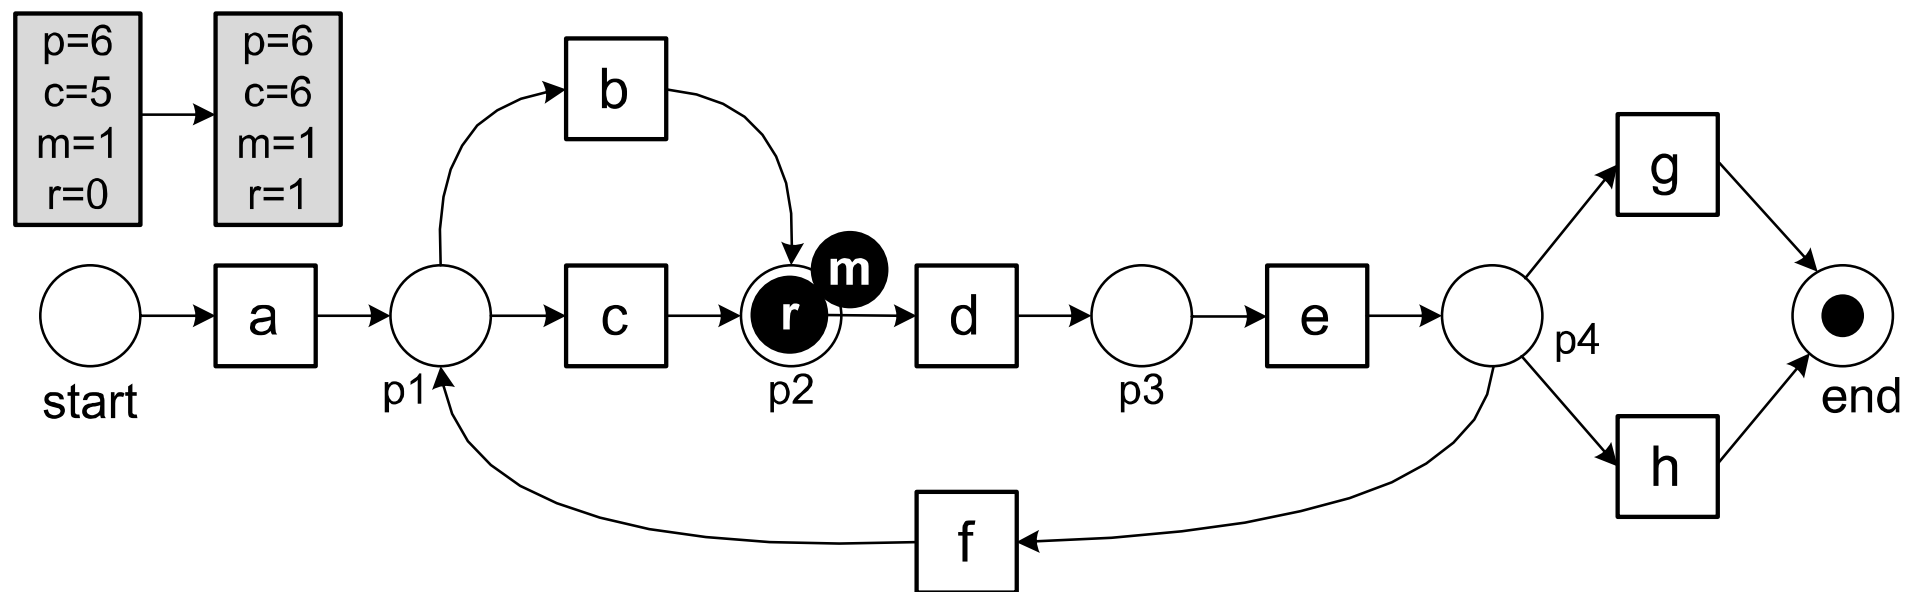 p=6
c=5
m=1
r=0
p=6
c=6
m=1
r=1
b
g
m
a
c
r
d
e
start
p1
p2
p3
p4
end
h
f